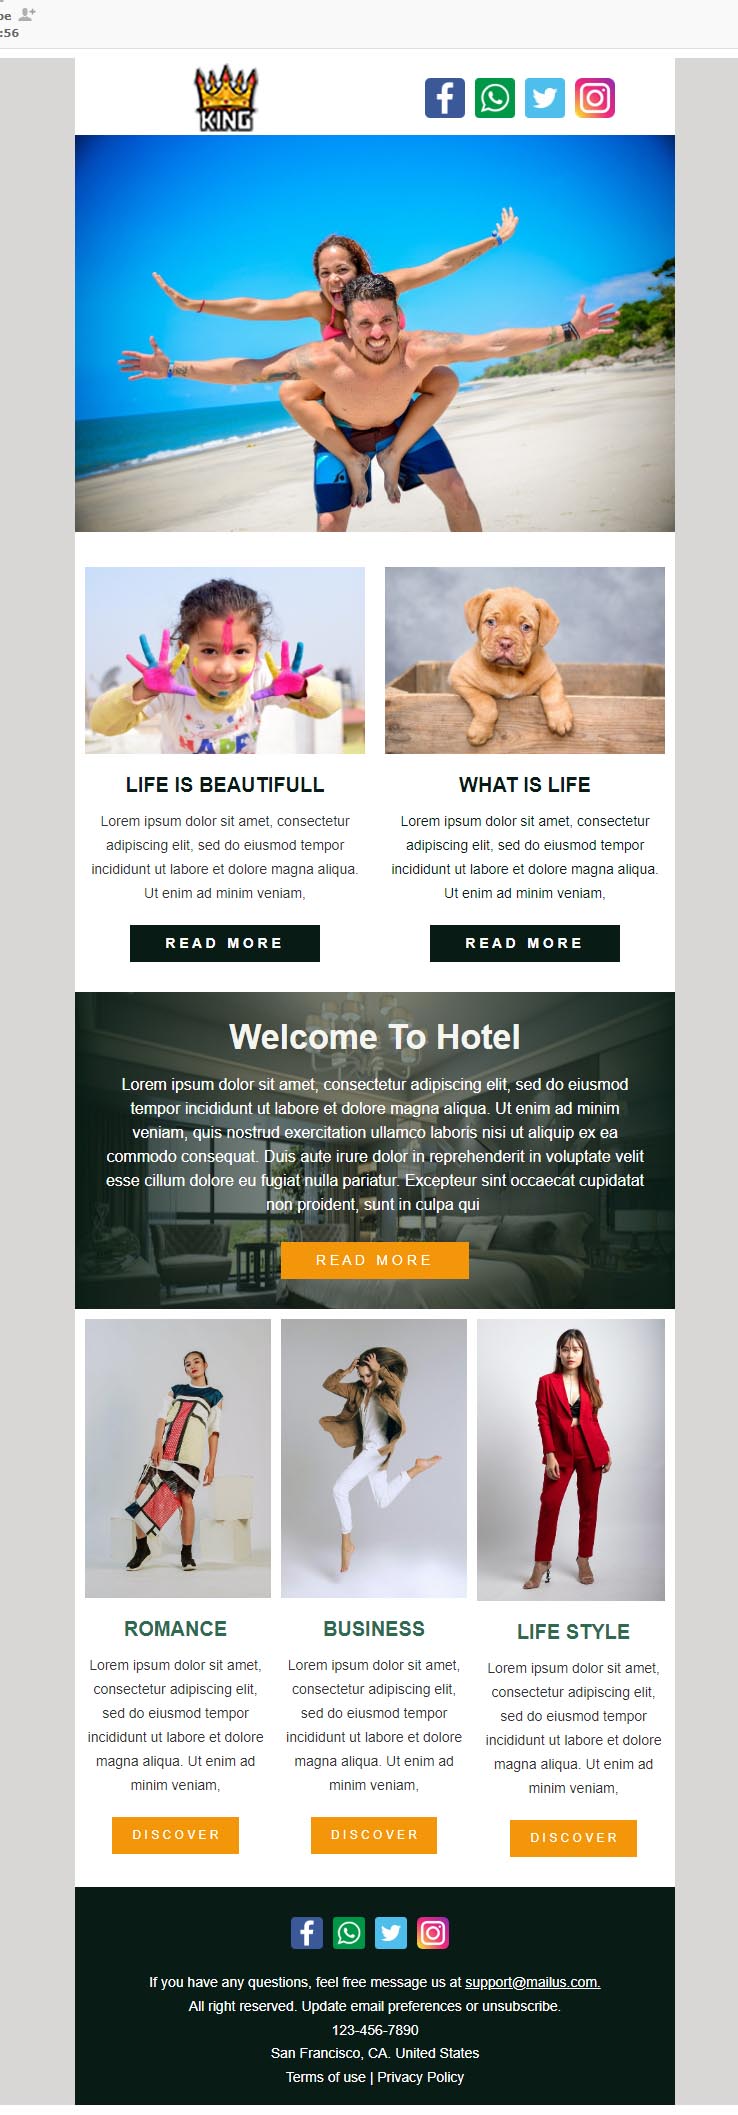 :56
KING
LIFE IS BEAUTIFULL
Lorem ipsum dolor sit amet, consectetur
adipiscing elit, sed do eiusmod tempor
incididunt ut labore et dolore magna aliqua.
Ut enim ad minim veniam,
READ MORE
WHAT IS LIFE
Lorem ipsum dolor sit amet, consectetur
adipiscing elit, sed do eiusmod tempor
incididunt ut labore et dolore magna aliqua.
Ut enim ad minim veniam,
READ MORE
Welcome To Hotel
Lorem ipsum dolor sit amet, consectetur adipiscing elit, sed do eiusmod
tempor incididunt ut labore et dolore magna aliqua. Ut enim ad minim
veniam, quis nostrud exercitation ullamco laboris nisi ut aliquip ex ea
commodo consequat. Duis aute irure dolor in reprehenderit in voluptate velit
esse cillum dolore eu fugiat nulla pariatur. Excepteur sint occaecat cupidatat
non proident, sunt in culpa qui
READ MORE
ROMANCE
Lorem ipsum dolor sit amet,
consectetur adipiscing elit,
sed do eiusmod tempor
incididunt ut labore et dolore
magna aliqua. Ut enim ad
minim veniam,
DISCOVER
BUSINESS
Lorem ipsum dolor sit amet,
consectetur adipiscing elit,
sed do eiusmod tempor
incididunt ut labore et dolore
magna aliqua. Ut enim ad
minim veniam,
DISCOVER
LIFE STYLE
Lorem ipsum dolor sit amet,
consectetur adipiscing elit,
sed do eiusmod tempor
incididunt ut labore et dolore
magna aliqua. Ut enim ad
minim veniam,
DISCOVER
If you have any questions, feel free message us at support@mailus.com.
All right reserved. Update email preferences or unsubscribe.
123-456-7890
San Francisco, CA. United States
Terms of use | Privacy Policy